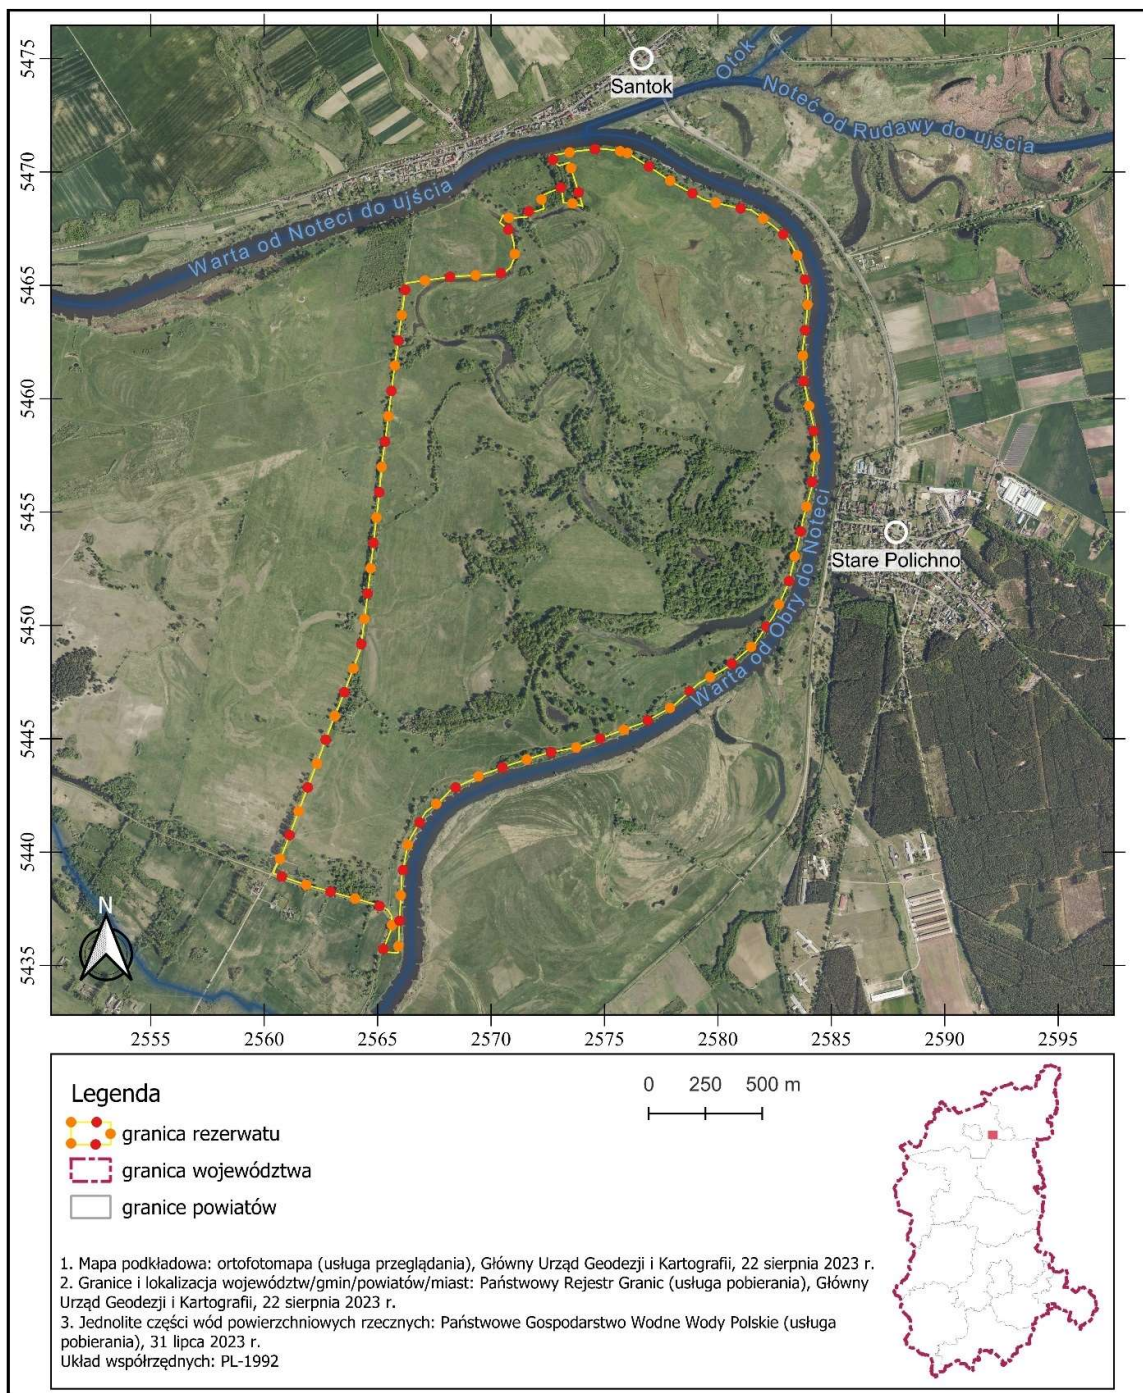 5475
5470
5465
5460
5455
5450
5445
5440
5435
Santok
Otok
Noteć od Rudawy do ujścia
Warta od Noteci do ujścia
Stare Polichno
Warta od Obry do Noteci
N
2555
2560
2565
2570
2575
2580
2585
2590
2595
Legenda
granica rezerwatu
granica województwa
granice powiatów
0 250 500 m
1. Mapa podkładowa: ortofotomapa (usługa przeglądania), Główny Urząd Geodezji i Kartografii, 22 sierpnia 2023 r.
2. Granice i lokalizacja województw/gmin/powiatów/miast: Państwowy Rejestr Granic (usługa pobierania), Główny
Urząd Geodezji i Kartografii, 22 sierpnia 2023 r.
3. Jednolite części wód powierzchniowych rzecznych: Państwowe Gospodarstwo Wodne Wody Polskie (usługa
pobierania), 31 lipca 2023 r.
Układ współrzędnych: PL-1992